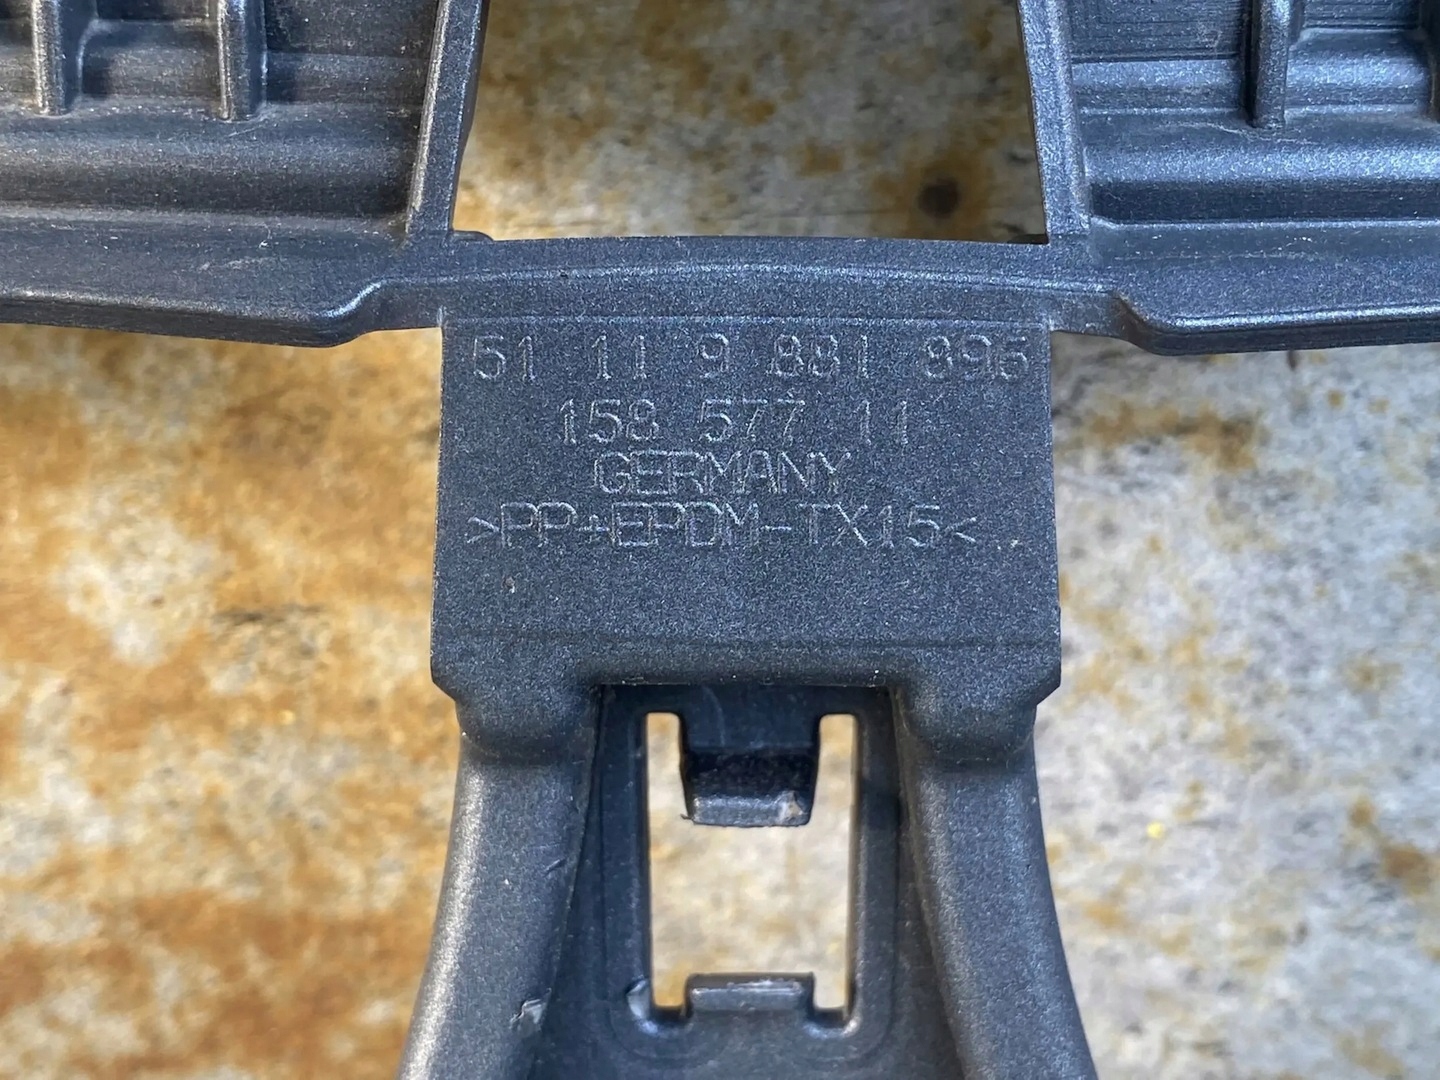 51 11 9 881 896
158 577 11
GERMANY
>PP+EPDM-TX15<